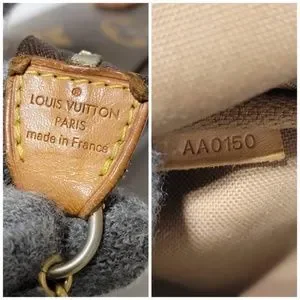 LOUIS VUITTON
PARIS
made in France
AA0150